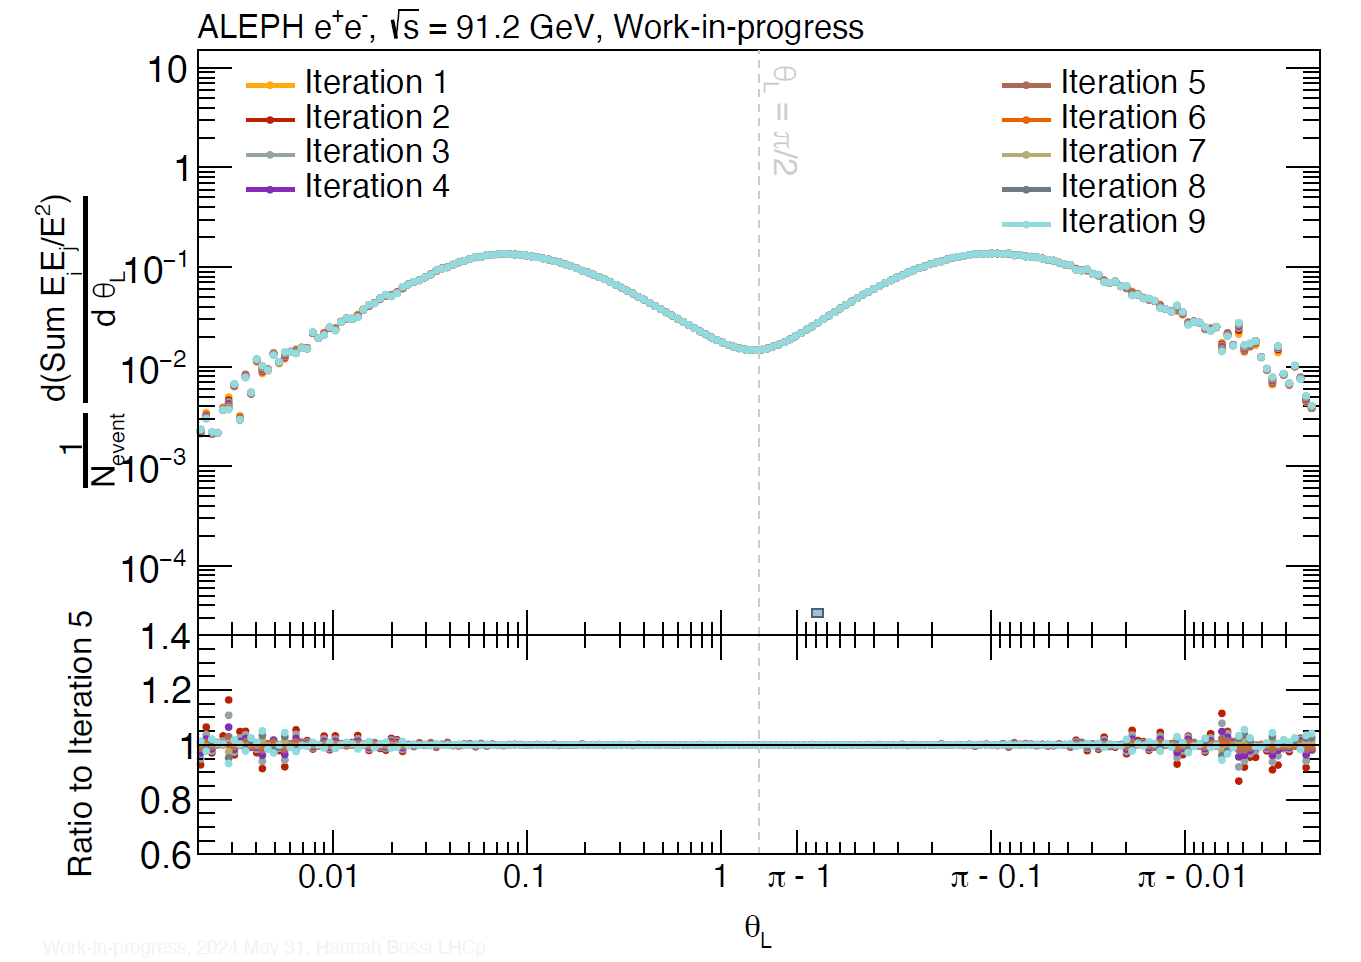 ALEPH e+e-, √s = 91.2 GeV, Work-in-progress
Iteration 1
Iteration 2
Iteration 3
Iteration 4
Iteration 5
Iteration 6
Iteration 7
Iteration 8
Iteration 9
θL = π/2
1/Nevent d(Sum EiEj/E2)/d θL
10
1
10−1
10−2
10−3
10−4
Ratio to Iteration 5
1.4
1.2
1
0.8
0.6
0.01 0.1 1 π - 1 π - 0.1 π - 0.01
θL
Work-in-progress, 2024 May 31, Hannah Bossi LHCp